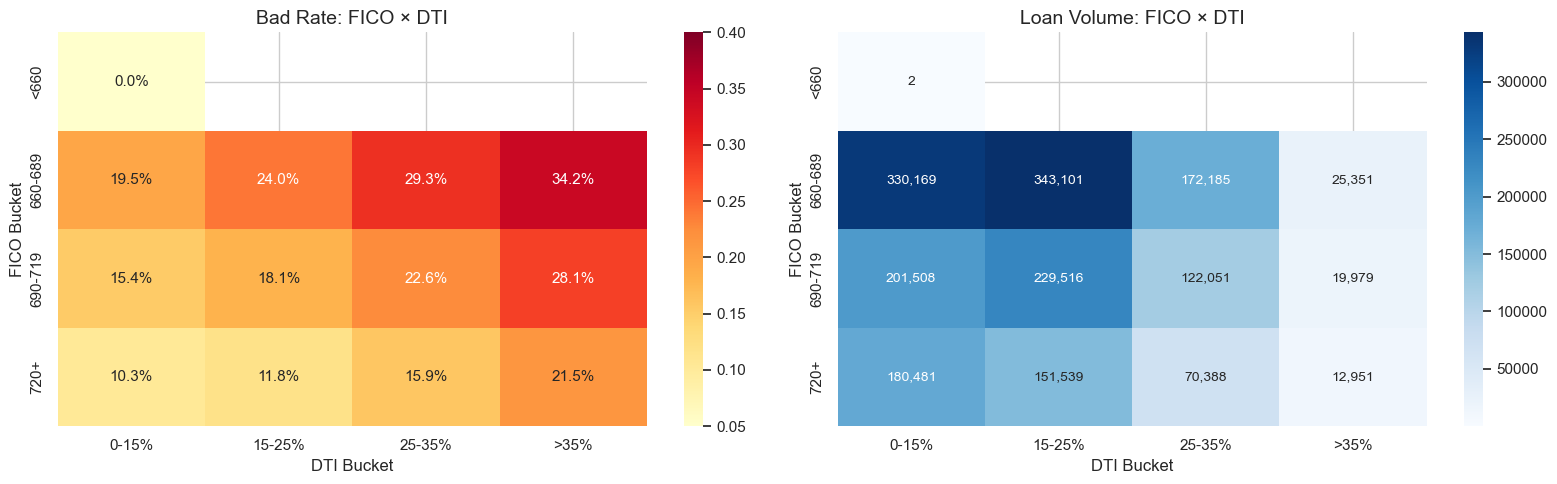 Bad Rate: FICO × DTI
FICO Bucket
<660
660-689
690-719
720+
0.0%
19.5% 24.0% 29.3% 34.2%
15.4% 18.1% 22.6% 28.1%
10.3% 11.8% 15.9% 21.5%
0-15% 15-25% 25-35% >35%
DTI Bucket
0.40
0.35
0.30
0.25
0.20
0.15
0.10
0.05
Loan Volume: FICO × DTI
FICO Bucket
<660
660-689
690-719
720+
2
330,169 343,101 172,185 25,351
201,508 229,516 122,051 19,979
180,481 151,539 70,388 12,951
0-15% 15-25% 25-35% >35%
DTI Bucket
300000
250000
200000
150000
100000
50000